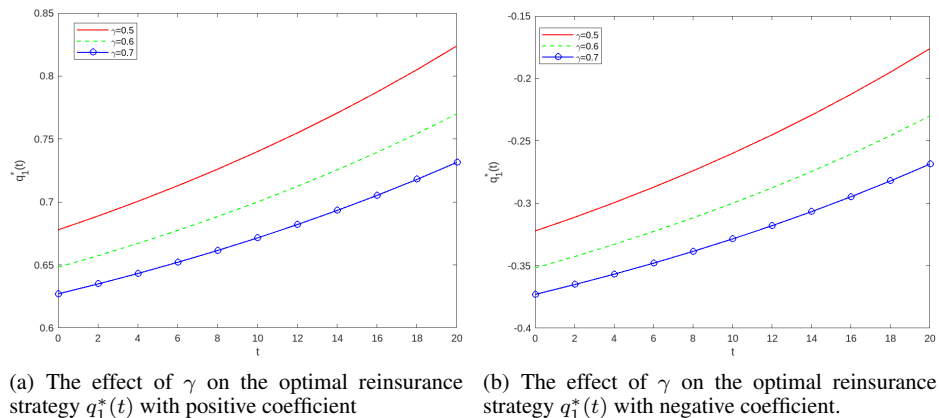 0.9
γ=0.5
γ=0.6
γ=0.7
0.85
0.8
0.75
0.7
0.65
0.6
q₁*(t)
0 2 4 6 8 10 12 14 16 18 20
t
-0.15
γ=0.5
γ=0.6
γ=0.7
-0.2
-0.25
-0.3
-0.35
-0.4
q₁*(t)
0 2 4 6 8 10 12 14 16 18 20
t
(a) The effect of γ on the optimal reinsurance
strategy q₁*(t) with positive coefficient
(b) The effect of γ on the optimal reinsurance
strategy q₁*(t) with negative coefficient.